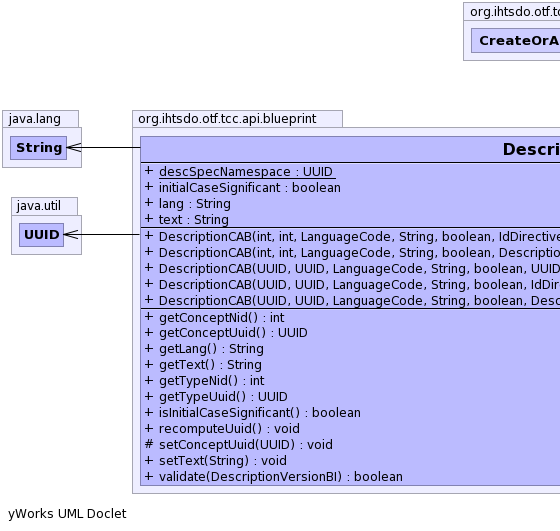 org.ihtsdo.otf.tc
CreateOrA
java.lang
String
java.util
UUID
org.ihtsdo.otf.tcc.api.blueprint
Descri
+ descSpecNamespace : UUID
+ initialCaseSignificant : boolean
+ lang : String
+ text : String
+ DescriptionCAB(int, int, LanguageCode, String, boolean, IdDirective
+ DescriptionCAB(int, int, LanguageCode, String, boolean, Description
+ DescriptionCAB(UUID, UUID, LanguageCode, String, boolean, UUID
+ DescriptionCAB(UUID, UUID, LanguageCode, String, boolean, IdDire
+ DescriptionCAB(UUID, UUID, LanguageCode, String, boolean, Desc
+ getConceptNid() : int
+ getConceptUuid() : UUID
+ getLang() : String
+ getText() : String
+ getTypeNid() : int
+ getTypeUuid() : UUID
+ isInitialCaseSignificant() : boolean
+ recomputeUuid() : void
# setConceptUuid(UUID) : void
+ setText(String) : void
+ validate(DescriptionVersionBI) : boolean
yWorks UML Doclet